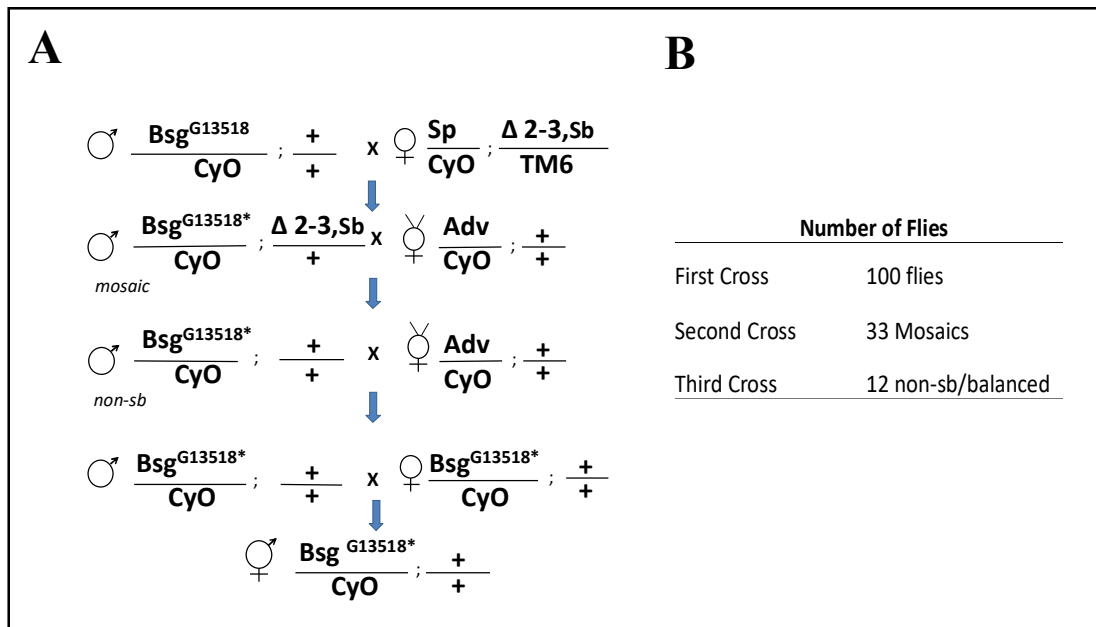 A
B
Bsg^G13518 / CyO ; + / + x Sp / CyO ; Δ 2-3,Sb / TM6
Bsg^G13518* / CyO ; Δ 2-3,Sb / + x Adv / CyO ; + / +
mosaic
Bsg^G13518* / CyO ; + / + x Adv / CyO ; + / +
non-sb
Bsg^G13518* / CyO ; + / + x Bsg^G13518* / CyO ; + / +
Bsg^G13518* / CyO ; + / +
Number of Flies
First Cross 100 flies
Second Cross 33 Mosaics
Third Cross 12 non-sb/balanced